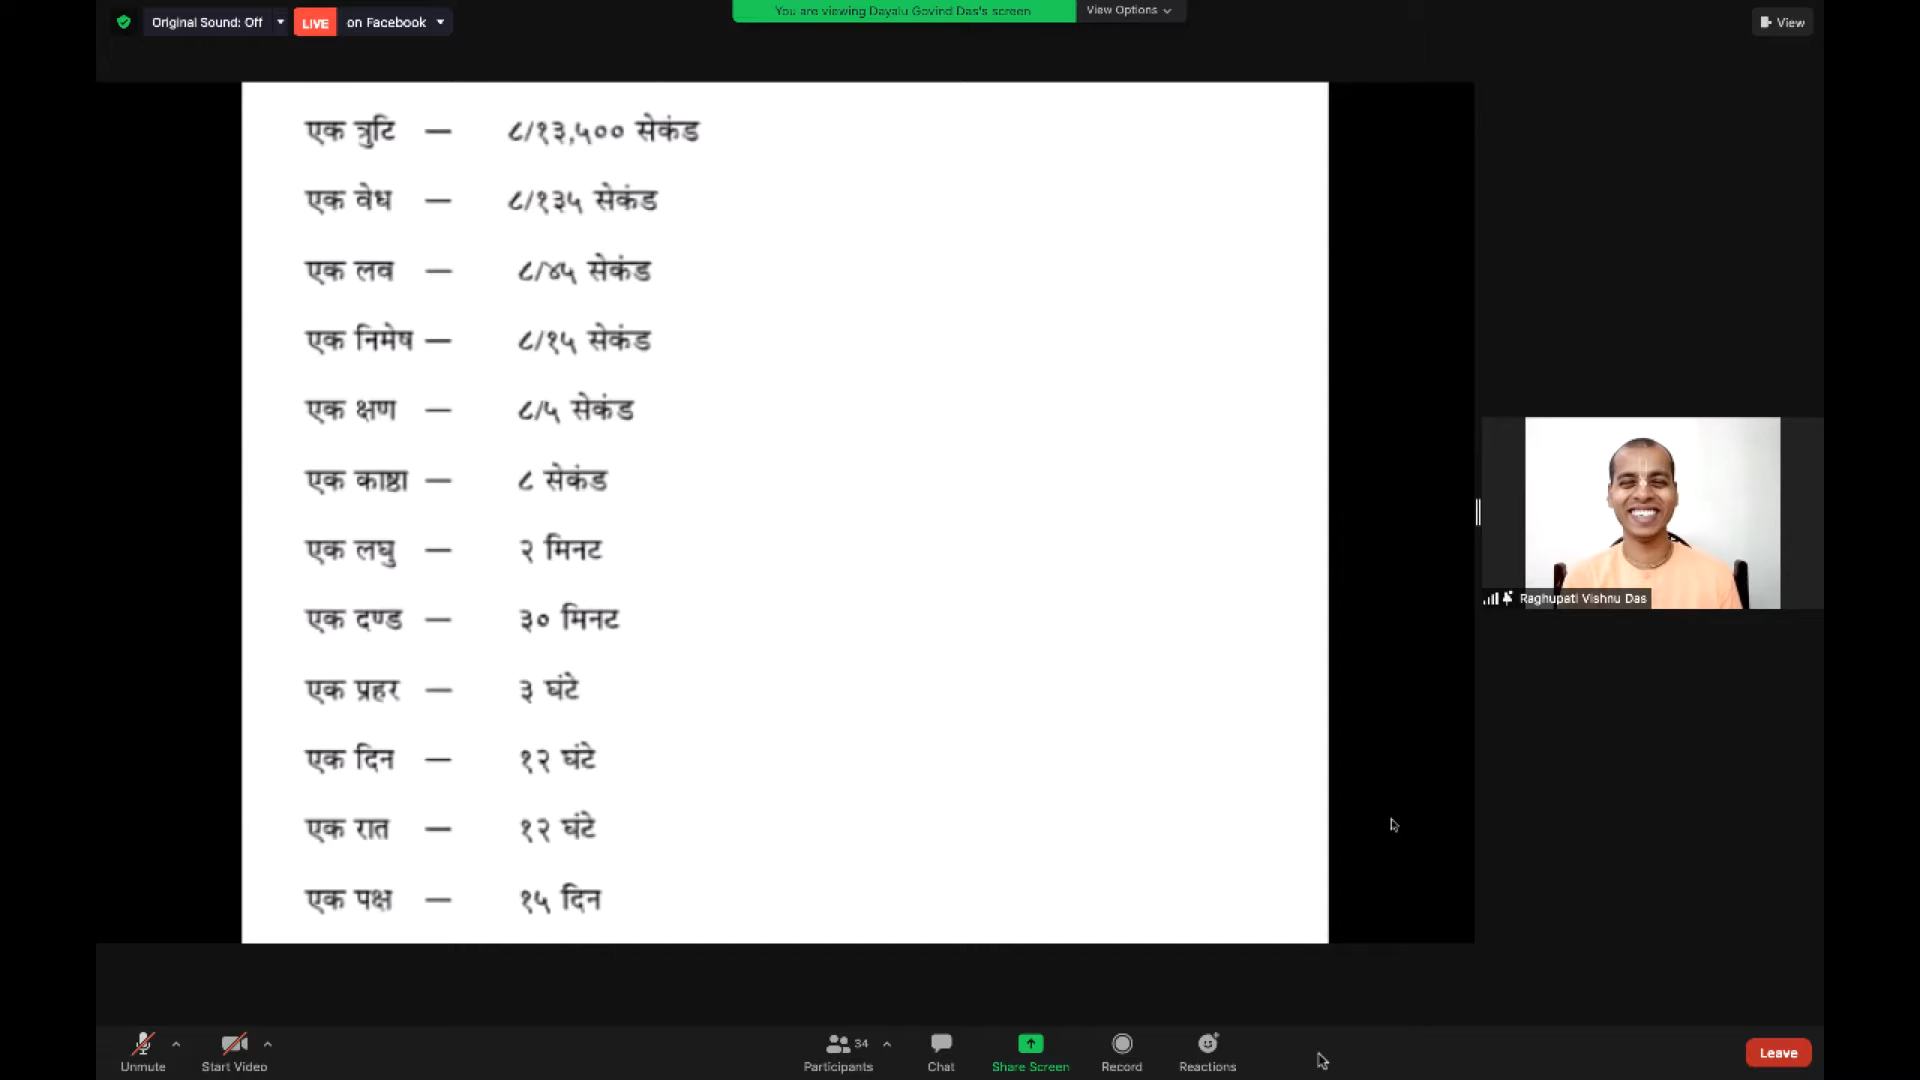 Original Sound: Off
LIVE on Facebook
You are viewing Dayalu Govind Das's screen
View Options
View
एक त्रुटि — ८/१३,५०० सेकंड
एक वेध — ८/१३५ सेकंड
एक लव — ८/४५ सेकंड
एक निमेष — ८/१५ सेकंड
एक क्षण — ८/५ सेकंड
एक काष्ठा — ८ सेकंड
एक लघु — २ मिनट
एक दण्ड — ३० मिनट
एक प्रहर — ३ घंटे
एक दिन — १२ घंटे
एक रात — १२ घंटे
एक पक्ष — १५ दिन
Raghupati Vishnu Das
Unmute
Start Video
34
Participants
Chat
Share Screen
Record
Reactions
Leave